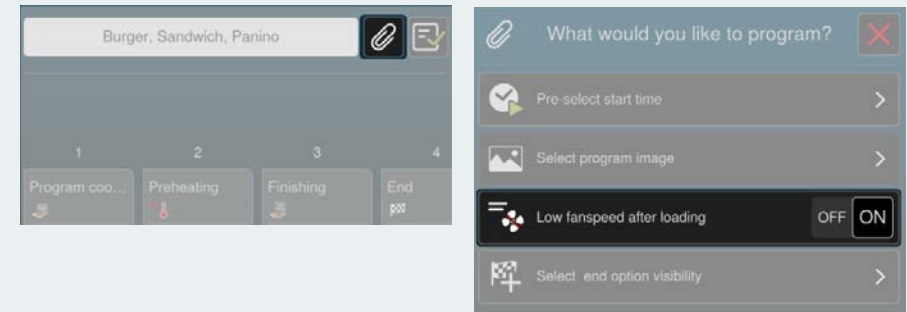 Burger, Sandwich, Panino
1 2 3 4
Program coo... Preheating Finishing End
What would you like to program?
Pre-select start time
Select program image
Low fanspeed after loading OFF ON
Select end option visibility